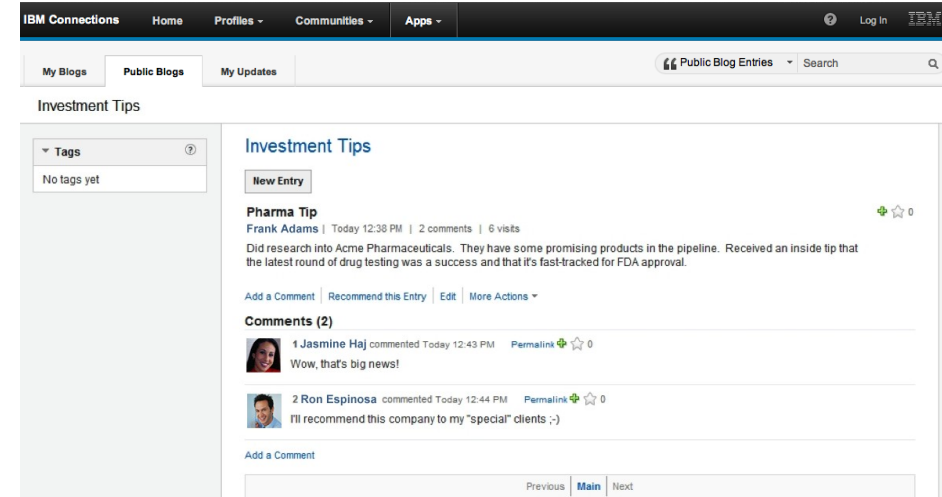 IBM Connections Home Profiles Communities Apps ? Log In IBM
My Blogs Public Blogs My Updates Public Blog Entries Search
Investment Tips
Tags ?
No tags yet
Investment Tips
New Entry
Pharma Tip 0
Frank Adams | Today 12:38 PM | 2 comments | 6 visits
Did research into Acme Pharmaceuticals. They have some promising products in the pipeline. Received an inside tip that
the latest round of drug testing was a success and that it's fast-tracked for FDA approval.
Add a Comment Recommend this Entry Edit More Actions
Comments (2)
1 Jasmine Haj commented Today 12:43 PM Permalink 0
Wow, that's big news!
2 Ron Espinosa commented Today 12:44 PM Permalink 0
I'll recommend this company to my "special" clients ;-)
Add a Comment
Previous Main Next